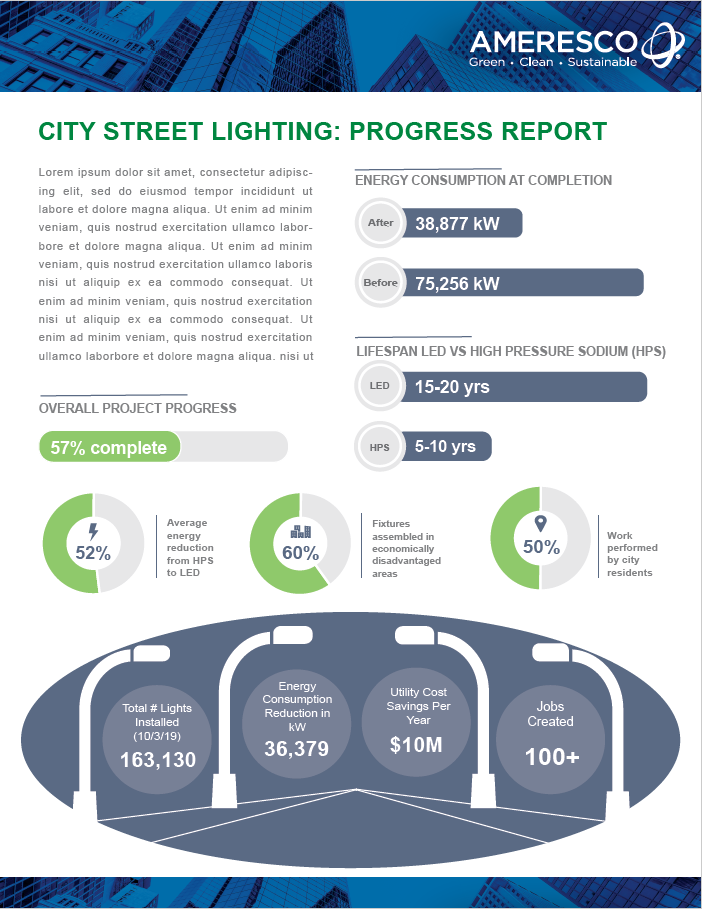 AMERESCO
Green • Clean • Sustainable
CITY STREET LIGHTING: PROGRESS REPORT
Lorem ipsum dolor sit amet, consectetur adipisc-
ing elit, sed do eiusmod tempor incididunt ut
labore et dolore magna aliqua. Ut enim ad minim
veniam, quis nostrud exercitation ullamco labor-
bore et dolore magna aliqua. Ut enim ad minim
veniam, quis nostrud exercitation ullamco laboris
nisi ut aliquip ex ea commodo consequat. Ut
enim ad minim veniam, quis nostrud exercitation
nisi ut aliquip ex ea commodo consequat. Ut
enim ad minim veniam, quis nostrud exercitation
ullamco laborbore et dolore magna aliqua. nisi ut
ENERGY CONSUMPTION AT COMPLETION
After
38,877 kW
Before
75,256 kW
LIFESPAN LED VS HIGH PRESSURE SODIUM (HPS)
LED
15-20 yrs
HPS
5-10 yrs
OVERALL PROJECT PROGRESS
57% complete
52%
Average
energy
reduction
from HPS
to LED
60%
Fixtures
assembled in
economically
disadvantaged
areas
50%
Work
performed
by city
residents
Total # Lights
Installed
(10/3/19)
163,130
Energy
Consumption
Reduction in
kW
36,379
Utility Cost
Savings Per
Year
$10M
Jobs
Created
100+